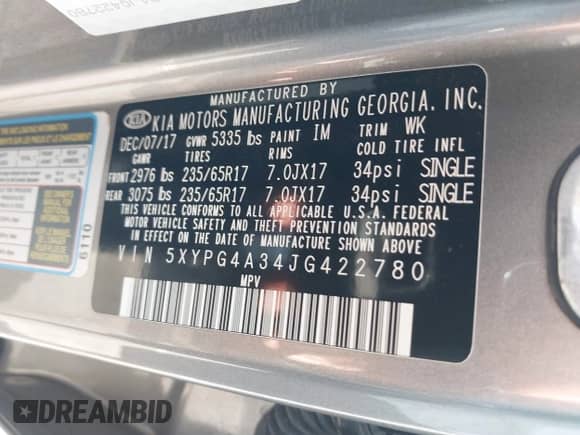 JG422780
MANUFACTURED BY
KIA KIA MOTORS MANUFACTURING GEORGIA. INC.
DEC/07/17 GVWR 5335 lbs PAINT IM TRIM WK
GAWR TIRES RIMS COLD TIRE INFL
FRONT 2976 lbs 235/65R17 7.0JX17 34psi SINGLE
REAR 3075 lbs 235/65R17 7.0JX17 34psi SINGLE
THIS VEHICLE CONFORMS TO ALL APPLICABLE U.S.A. FEDERAL
MOTOR VEHICLE SAFETY AND THEFT PREVENTION STANDARDS
IN EFFECT ON THE DATE OF MANUFACTURE SHOWN ABOVE.
VIN 5XYPG4A34JG422780
MPV
6110
DREAMBID